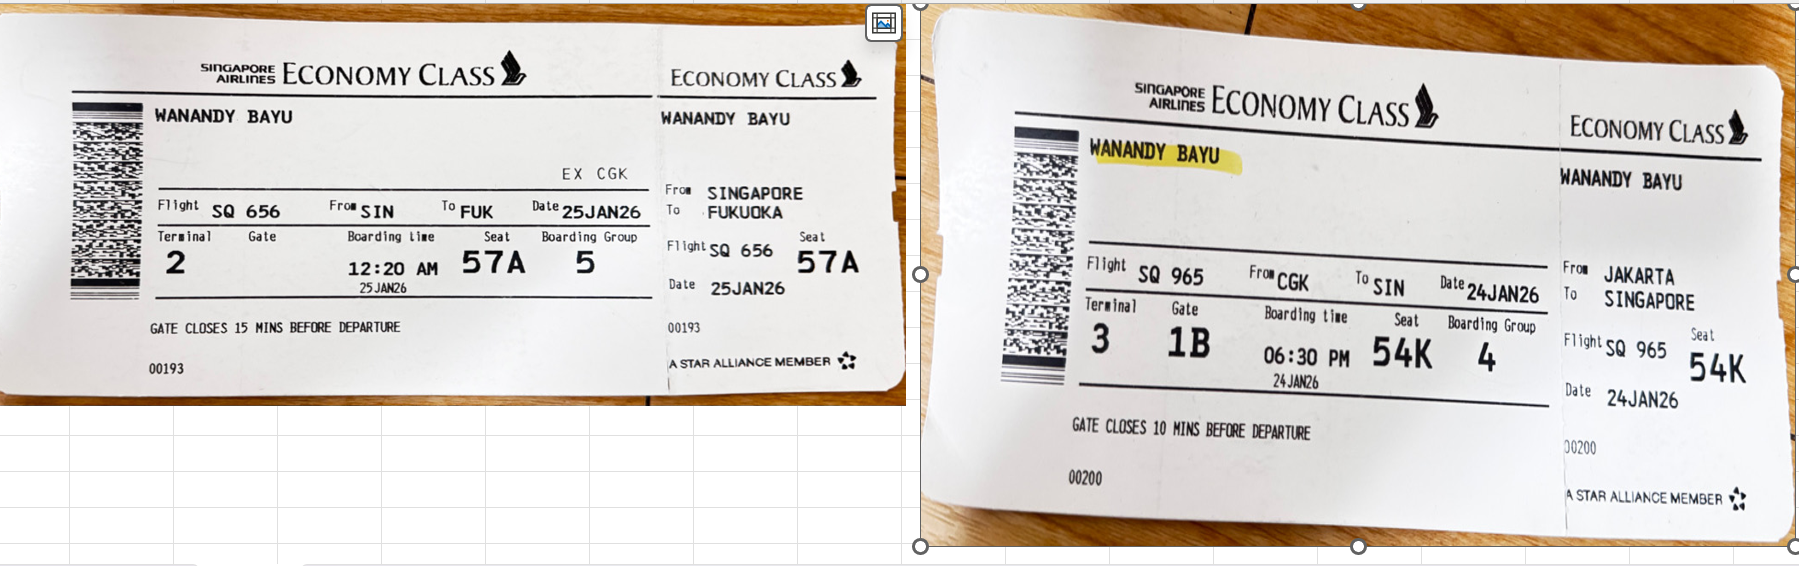 SINGAPORE
AIRLINES ECONOMY CLASS
WANANDY BAYU
EX CGK
Flight SQ 656 From SIN To FUK Date 25JAN26
Terminal Gate Boarding time Seat Boarding Group
2 12:20 AM 57A 5
25JAN26
GATE CLOSES 15 MINS BEFORE DEPARTURE
00193
ECONOMY CLASS
WANANDY BAYU
From SINGAPORE
To FUKUOKA
Flight SQ 656 Seat 57A
Date 25JAN26
00193
A STAR ALLIANCE MEMBER
SINGAPORE
AIRLINES ECONOMY CLASS
WANANDY BAYU
Flight SQ 965 From CGK To SIN Date 24JAN26
Terminal Gate Boarding time Seat Boarding Group
3 1B 06:30 PM 54K 4
24JAN26
GATE CLOSES 10 MINS BEFORE DEPARTURE
00200
ECONOMY CLASS
WANANDY BAYU
From JAKARTA
To SINGAPORE
Flight SQ 965 Seat 54K
Date 24JAN26
00200
A STAR ALLIANCE MEMBER